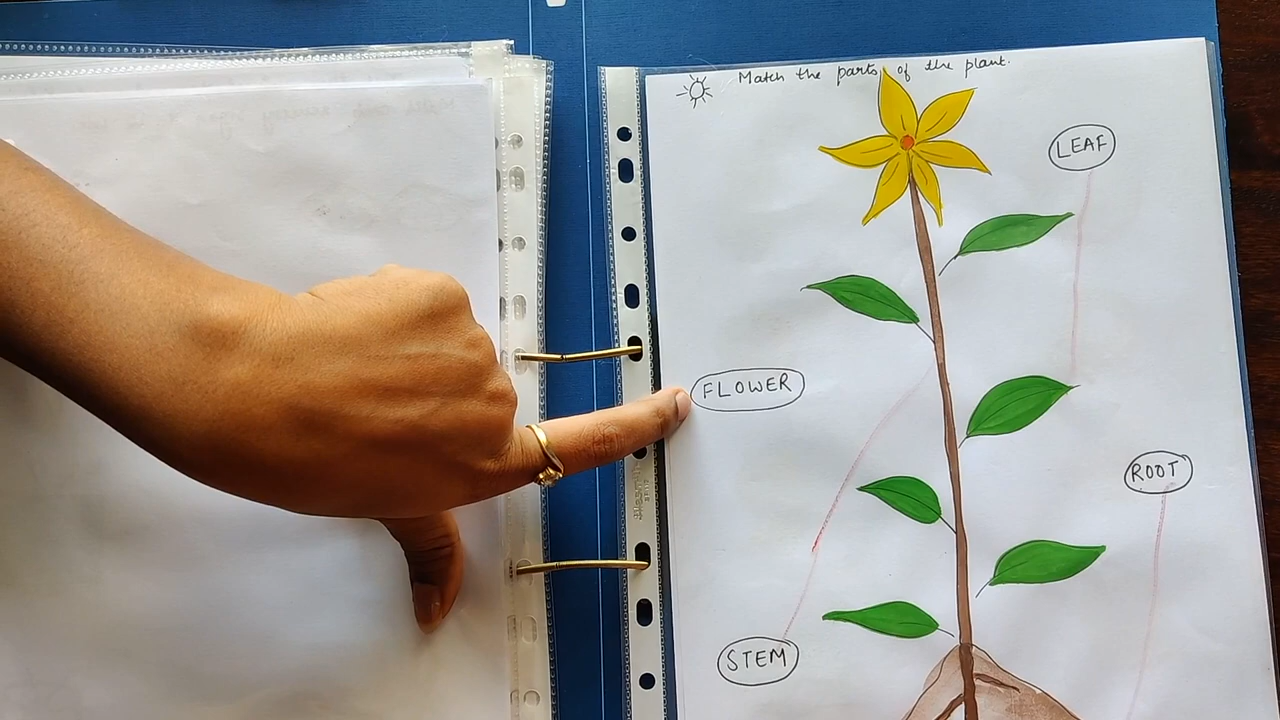 Match the parts of the plant.
LEAF
FLOWER
ROOT
STEM